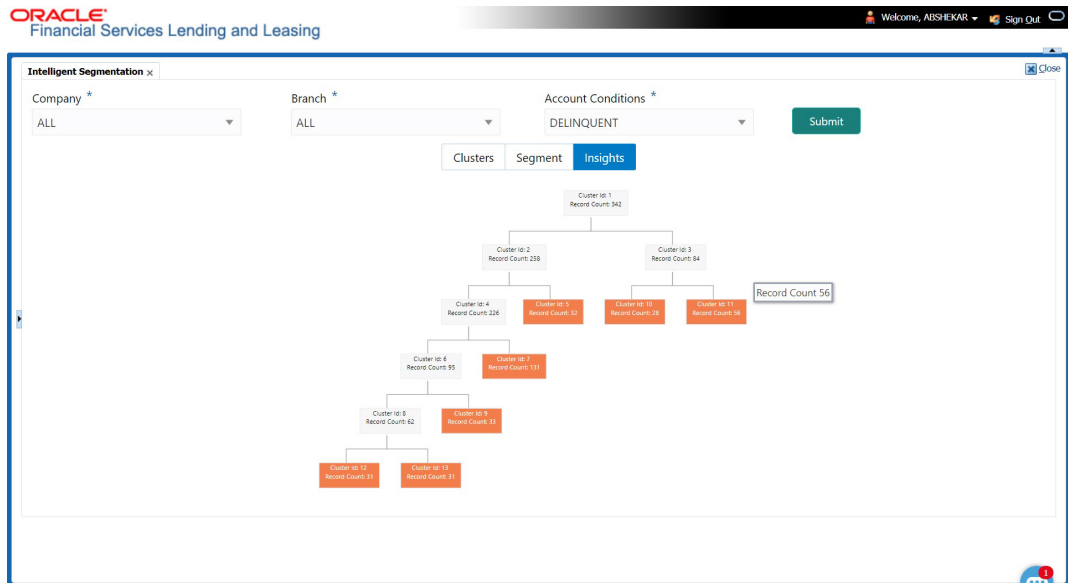 ORACLE
Financial Services Lending and Leasing
Welcome, ABSHEKAR
Sign Out
Intelligent Segmentation x
Close
Company *
Branch *
Account Conditions *
ALL
ALL
DELINQUENT
Submit
Clusters
Segment
Insights
Cluster Id: 1
Record Count: 342
Cluster Id: 2
Record Count: 258
Cluster Id: 3
Record Count: 84
Record Count 56
Cluster Id: 4
Record Count: 226
Cluster Id: 5
Record Count: 32
Cluster Id: 10
Record Count: 28
Cluster Id: 11
Record Count: 56
Cluster Id: 6
Record Count: 95
Cluster Id: 7
Record Count: 131
Cluster Id: 8
Record Count: 62
Cluster Id: 9
Record Count: 33
Cluster Id: 12
Record Count: 31
Cluster Id: 13
Record Count: 31
1